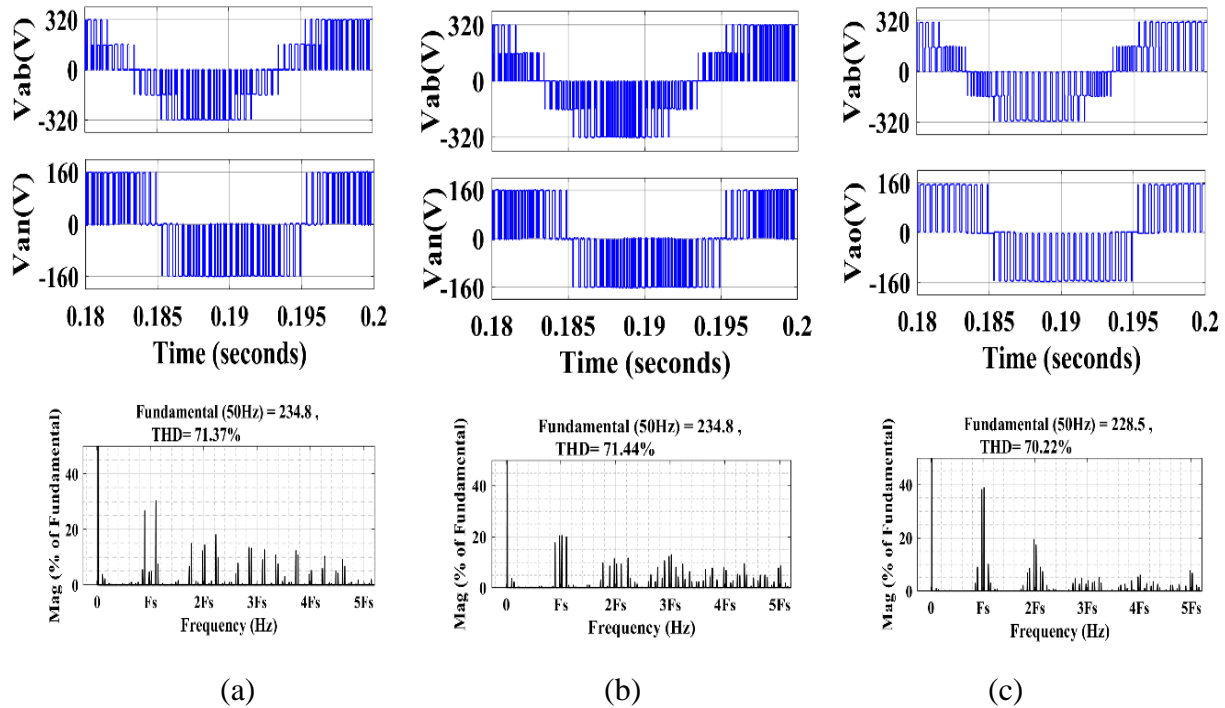 320
0
-320
Vab(V)
160
0
-160
Van(V)
0.18 0.185 0.19 0.195 0.2
Time (seconds)
Fundamental (50Hz) = 234.8 ,
THD= 71.37%
40
20
0
Mag (% of Fundamental)
0 Fs 2Fs 3Fs 4Fs 5Fs
Frequency (Hz)
(a)
320
0
-320
Vab(V)
160
0
-160
Van(V)
0.18 0.185 0.19 0.195 0.2
Time (seconds)
Fundamental (50Hz) = 234.8 ,
THD= 71.44%
40
20
0
Mag (% of Fundamental)
0 Fs 2Fs 3Fs 4Fs 5Fs
Frequency (Hz)
(b)
320
0
-320
Vab(V)
160
0
-160
Vao(V)
0.18 0.185 0.19 0.195 0.2
Time (seconds)
Fundamental (50Hz) = 228.5 ,
THD= 70.22%
40
20
0
Mag (% of Fundamental)
0 Fs 2Fs 3Fs 4Fs 5Fs
Frequency (Hz)
(c)